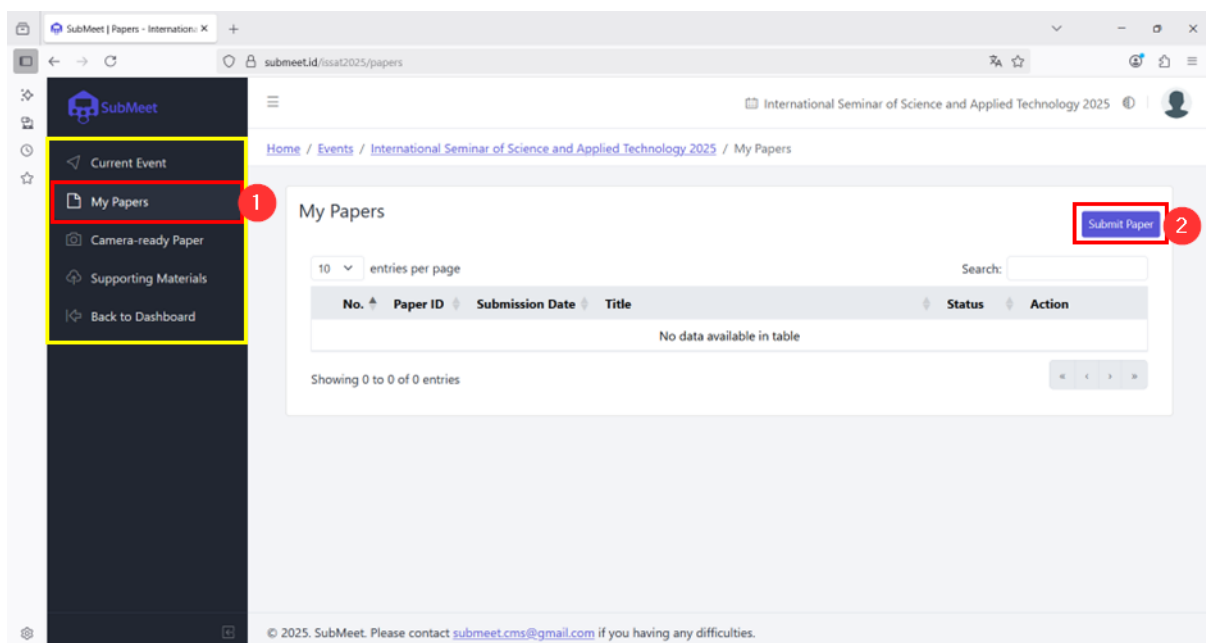 SubMeet | Papers - Internationa
submeet.id/issat2025/papers
SubMeet
International Seminar of Science and Applied Technology 2025
Current Event
My Papers
Camera-ready Paper
Supporting Materials
Back to Dashboard
1
Home / Events / International Seminar of Science and Applied Technology 2025 / My Papers
My Papers
Submit Paper
2
10 entries per page
Search:
No. Paper ID Submission Date Title Status Action
No data available in table
Showing 0 to 0 of 0 entries
« ‹ › »
© 2025. SubMeet. Please contact submeet.cms@gmail.com if you having any difficulties.